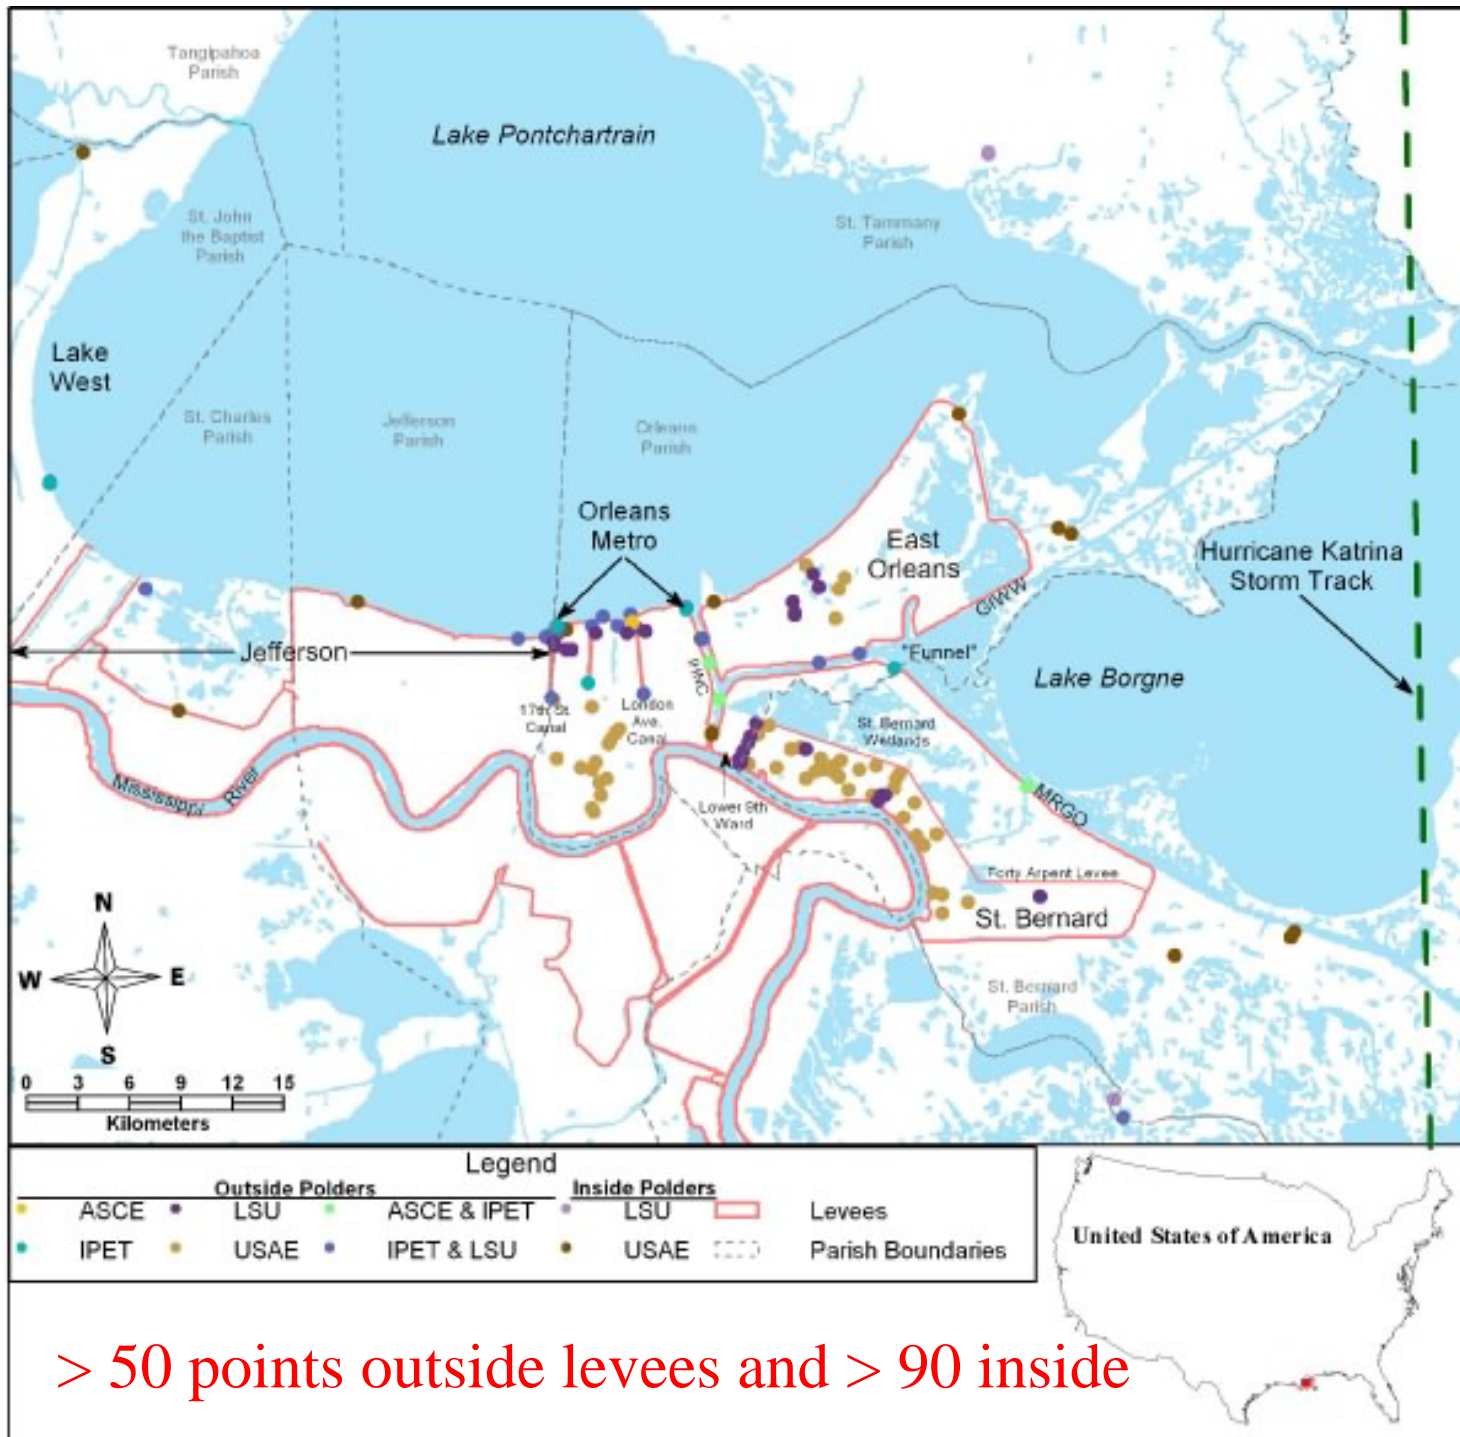 Tangipahoa
Parish
Lake Pontchartrain
St. John
the Baptist
Parish
St. Tammany
Parish
Lake
West
St. Charles
Parish
Jefferson
Parish
Orleans
Parish
Orleans
Metro
East
Orleans
Hurricane Katrina
Storm Track
GIWW
Jefferson
IHNC
"Funnel"
Lake Borgne
17th St.
Canal
London
Ave.
Canal
St. Bernard
Wetlands
Mississippi River
Lower 9th
Ward
MRGO
Forty Arpent Levee
St. Bernard
St. Bernard
Parish
N
W E
S
0 3 6 9 12 15
Kilometers
Legend
Outside Polders Inside Polders
ASCE LSU ASCE & IPET LSU Levees
IPET USAE IPET & LSU USAE Parish Boundaries
United States of America
> 50 points outside levees and > 90 inside